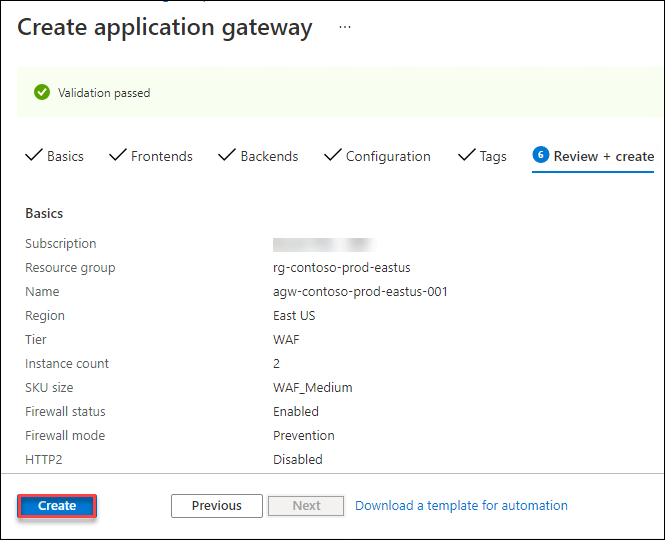 Create application gateway ...
Validation passed
Basics Frontends Backends Configuration Tags 6 Review + create
Basics
Subscription
Resource group rg-contoso-prod-eastus
Name agw-contoso-prod-eastus-001
Region East US
Tier WAF
Instance count 2
SKU size WAF_Medium
Firewall status Enabled
Firewall mode Prevention
HTTP2 Disabled
Create Previous Next Download a template for automation